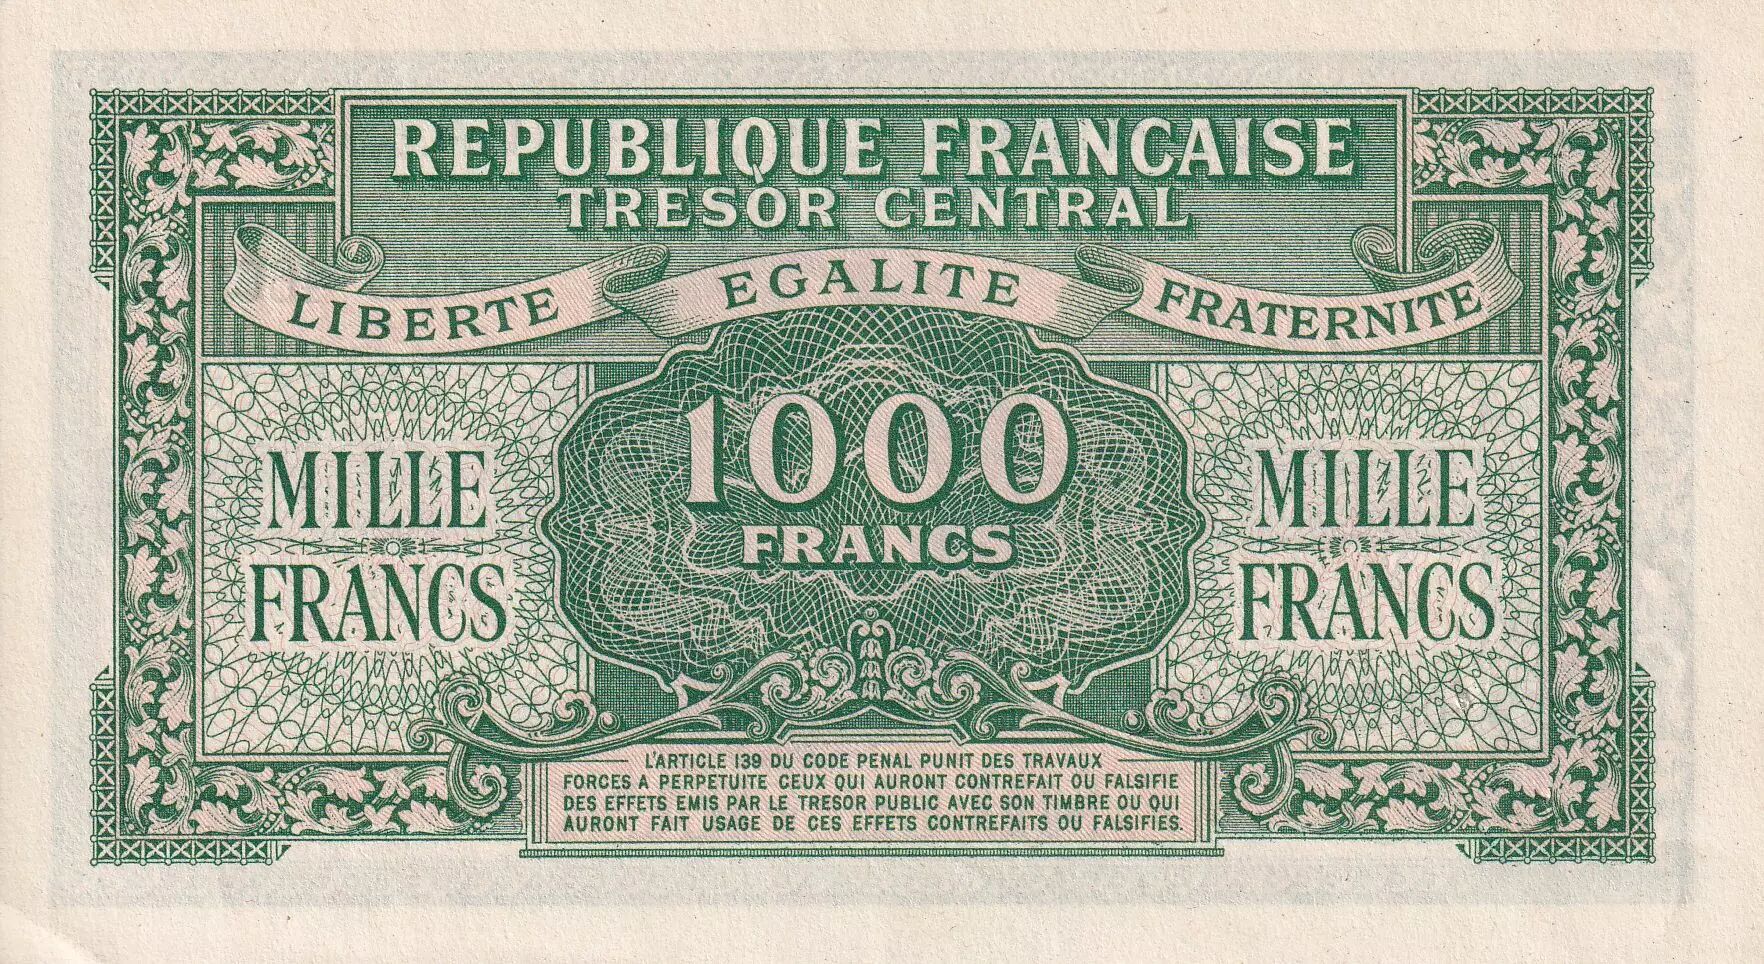 REPUBLIQUE FRANCAISE
TRESOR CENTRAL
LIBERTE EGALITE FRATERNITE
1000
FRANCS
MILLE
FRANCS
MILLE
FRANCS
L'ARTICLE 139 DU CODE PENAL PUNIT DES TRAVAUX
FORCES A PERPETUITE CEUX QUI AURONT CONTREFAIT OU FALSIFIE
DES EFFETS EMIS PAR LE TRESOR PUBLIC AVEC SON TIMBRE OU QUI
AURONT FAIT USAGE DE CES EFFETS CONTREFAITS OU FALSIFIES.